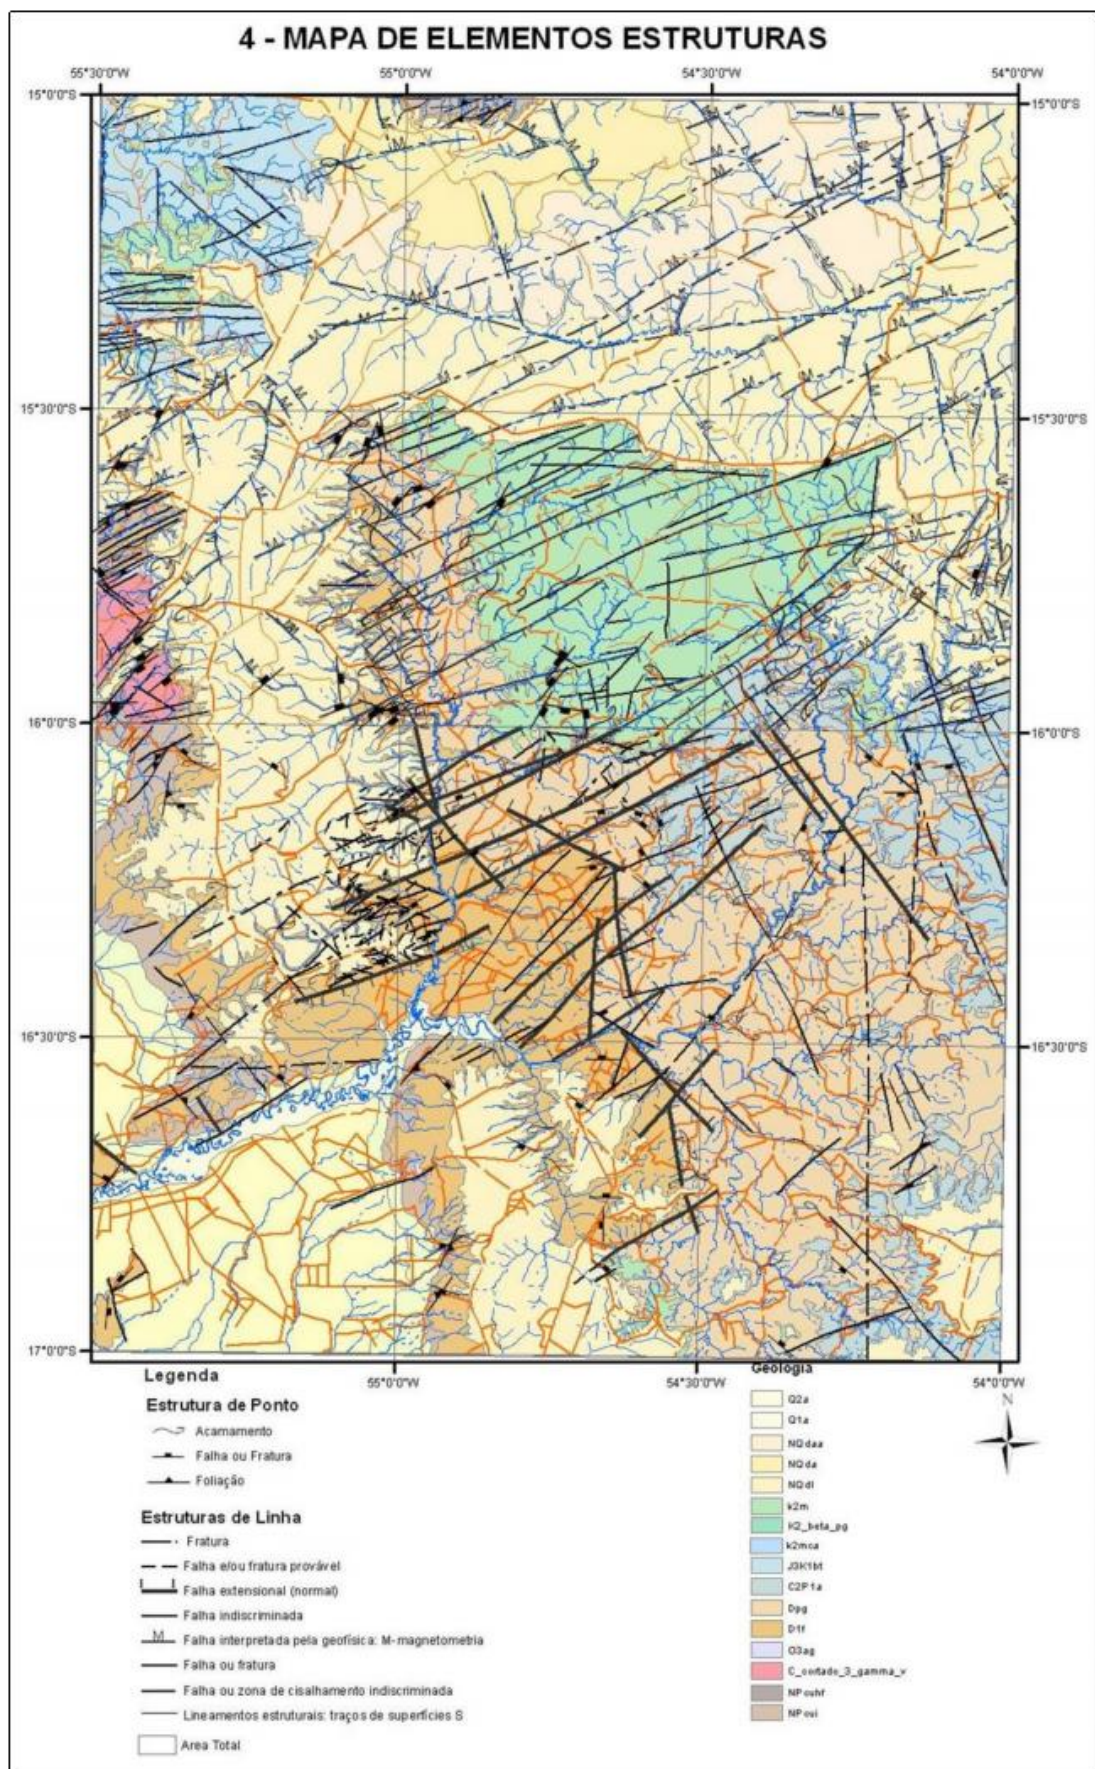 4 - MAPA DE ELEMENTOS ESTRUTURAS
55°30'0"W 55°0'0"W 54°30'0"W 54°0'0"W
15°0'0"S 15°0'0"S
15°30'0"S 15°30'0"S
16°0'0"S 16°0'0"S
16°30'0"S 16°30'0"S
17°0'0"S
55°0'0"W 54°30'0"W 54°0'0"W
Legenda
Estrutura de Ponto
Acamamento
Falha ou Fratura
Foliação
Estruturas de Linha
Fratura
Falha e/ou fratura provável
Falha extensional (normal)
Falha indiscriminada
M Falha interpretada pela geofísica: M-magnetometria
Falha ou fratura
Falha ou zona de cisalhamento indiscriminada
Lineamentos estruturais: traços de superfícies S
Area Total
Geologia
Q2a
Q1a
NQdaa
NQda
NQdl
k2m
K2_beta_pg
k2mca
J3K1bt
C2P1a
Dpg
D1f
O3ag
C_cortado_3_gamma_v
NPcuhf
NPcui
N